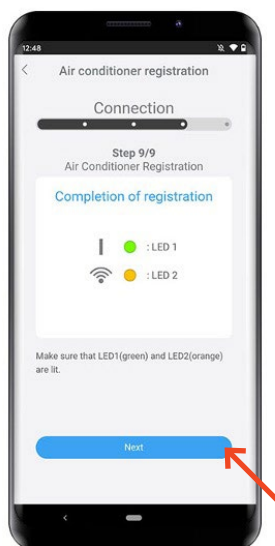 12:48
Air conditioner registration
Connection
Step 9/9
Air Conditioner Registration
Completion of registration
: LED 1
: LED 2
Make sure that LED1(green) and LED2(orange)
are lit.
Next